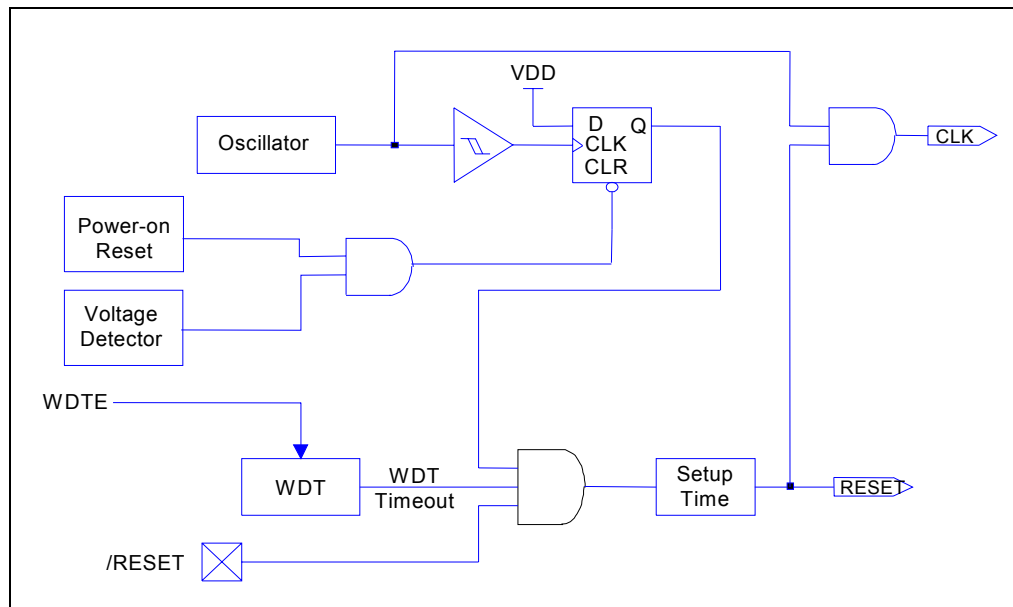 VDD
Oscillator
D Q
CLK
CLR
CLK
Power-on
Reset
Voltage
Detector
WDTE
WDT
WDT
Timeout
Setup
Time
RESET
/RESET